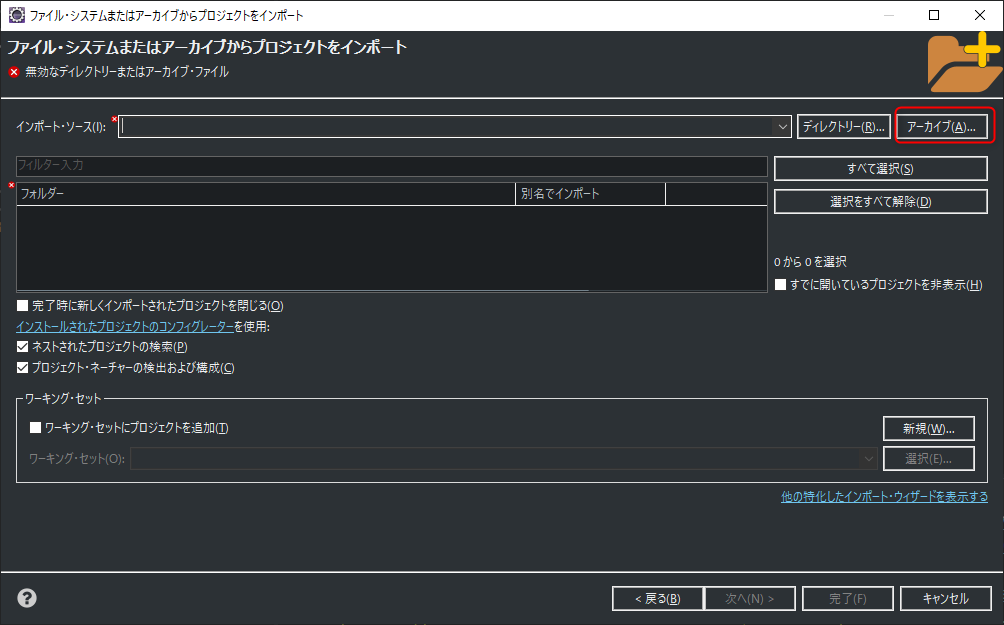 ファイル・システムまたはアーカイブからプロジェクトをインポート
ファイル・システムまたはアーカイブからプロジェクトをインポート
無効なディレクトリーまたはアーカイブ・ファイル
インポート・ソース(I): ディレクトリー(R)... アーカイブ(A)...
フィルター入力 すべて選択(S)
フォルダー 別名でインポート 選択をすべて解除(D)
0 から 0 を選択
すでに開いているプロジェクトを非表示(H)
完了時に新しくインポートされたプロジェクトを閉じる(O)
インストールされたプロジェクトのコンフィグレーターを使用:
ネストされたプロジェクトの検索(P)
プロジェクト・ネーチャーの検出および構成(C)
ワーキング・セット
ワーキング・セットにプロジェクトを追加(T) 新規(W)...
ワーキング・セット(O): 選択(E)...
他の特化したインポート・ウィザードを表示する
? < 戻る(B) 次へ(N) > 完了(F) キャンセル